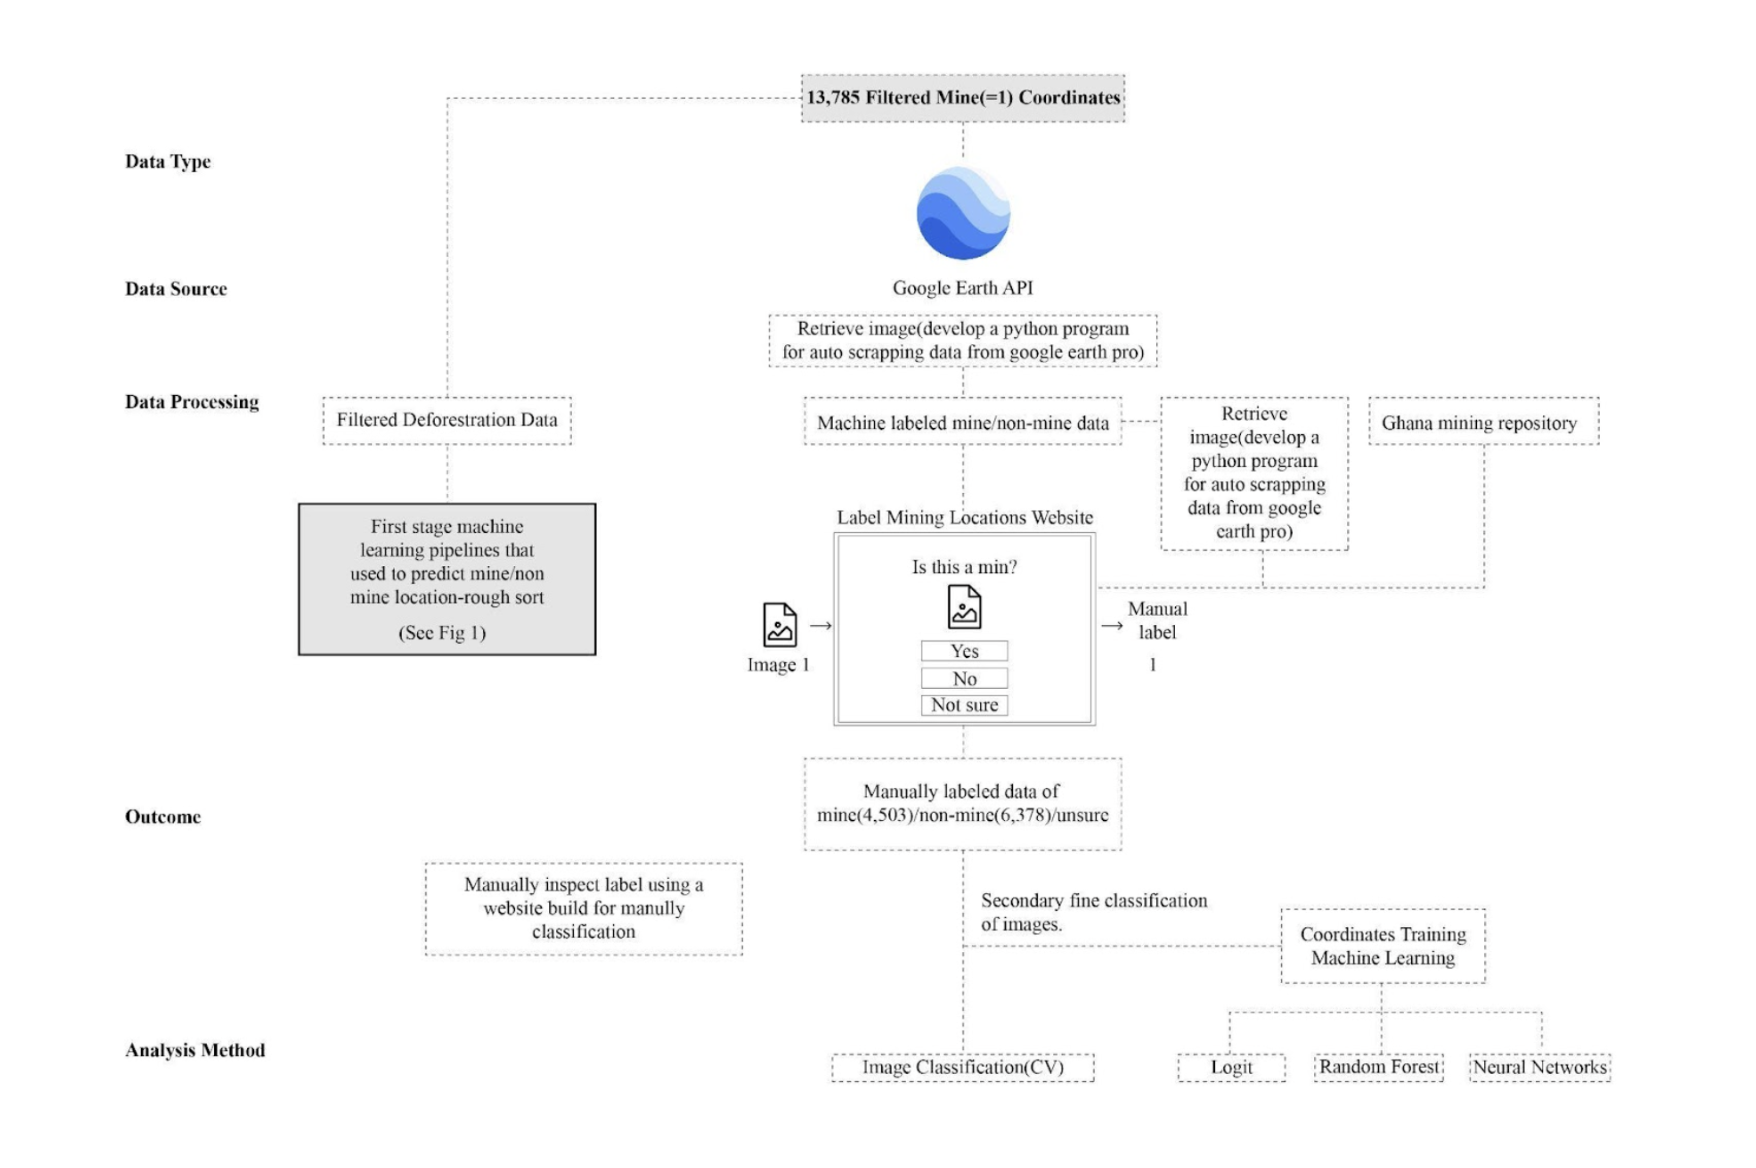 13,785 Filtered Mine(=1) Coordinates
Data Type
Data Source
Google Earth API
Retrieve image(develop a python program
for auto scrapping data from google earth pro)
Data Processing
Filtered Deforestration Data
Machine labeled mine/non-mine data
Retrieve
image(develop a
python program
for auto scrapping
data from google
earth pro)
Ghana mining repository
First stage machine
learning pipelines that
used to predict mine/non
mine location-rough sort
(See Fig 1)
Label Mining Locations Website
Is this a min?
Yes
No
Not sure
Image 1
Manual
label
1
Manually labeled data of
mine(4,503)/non-mine(6,378)/unsure
Outcome
Manually inspect label using a
website build for manully
classification
Secondary fine classification
of images.
Coordinates Training
Machine Learning
Analysis Method
Image Classification(CV)
Logit
Random Forest
Neural Networks